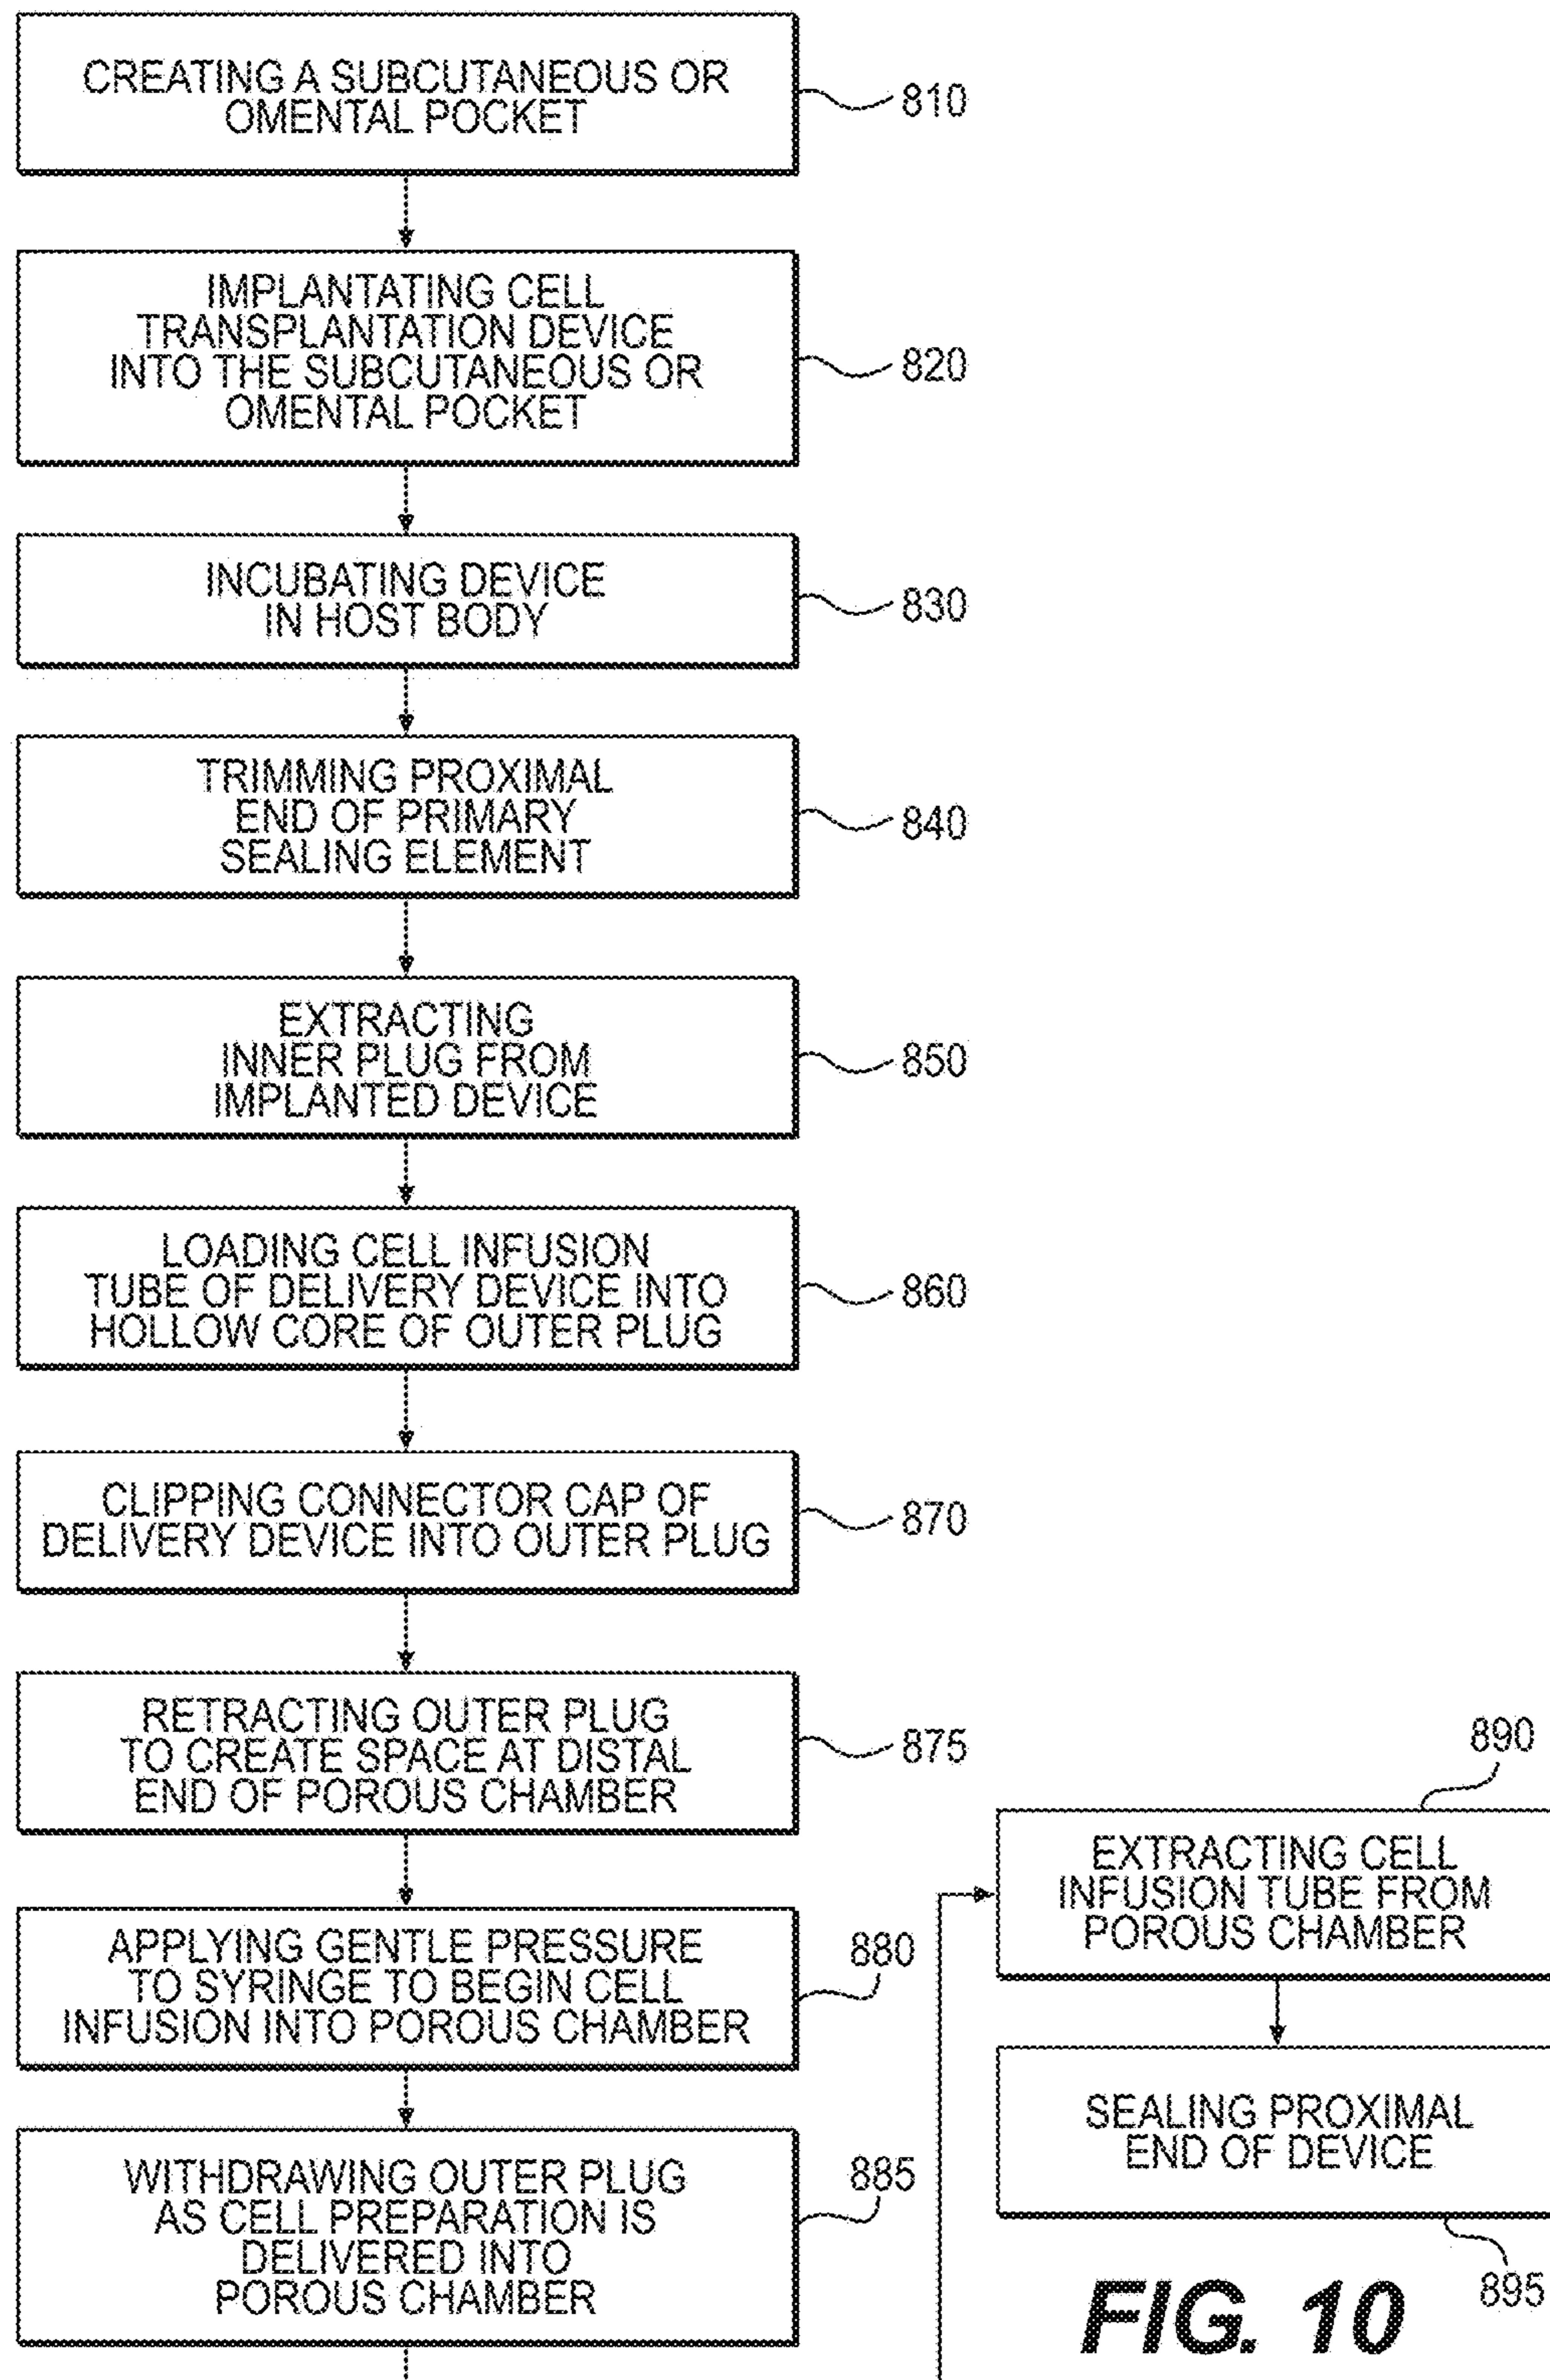 CREATING A SUBCUTANEOUS OR
OMENTAL POCKET
810
IMPLANTATING CELL
TRANSPLANTATION DEVICE
INTO THE SUBCUTANEOUS OR
OMENTAL POCKET
820
INCUBATING DEVICE
IN HOST BODY
830
TRIMMING PROXIMAL
END OF PRIMARY
SEALING ELEMENT
840
EXTRACTING
INNER PLUG FROM
IMPLANTED DEVICE
850
LOADING CELL INFUSION
TUBE OF DELIVERY DEVICE INTO
HOLLOW CORE OF OUTER PLUG
860
CLIPPING CONNECTOR CAP OF
DELIVERY DEVICE INTO OUTER PLUG
870
RETRACTING OUTER PLUG
TO CREATE SPACE AT DISTAL
END OF POROUS CHAMBER
875
APPLYING GENTLE PRESSURE
TO SYRINGE TO BEGIN CELL
INFUSION INTO POROUS CHAMBER
880
WITHDRAWING OUTER PLUG
AS CELL PREPARATION IS
DELIVERED INTO
POROUS CHAMBER
885
890
EXTRACTING CELL
INFUSION TUBE FROM
POROUS CHAMBER
SEALING PROXIMAL
END OF DEVICE
895
FIG. 10